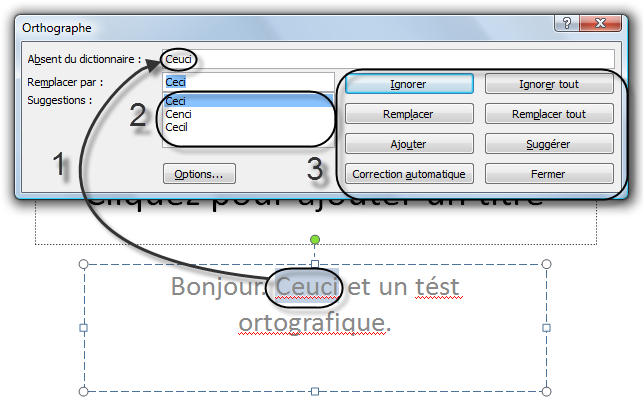 Orthographe
Absent du dictionnaire :
Ceuci
Remplacer par :
Ceci
Ignorer
Ignorer tout
Suggestions :
Ceci
Cenci
Cecil
2
Remplacer
Remplacer tout
Ajouter
Suggérer
1
3
Options...
Correction automatique
Fermer
Cliquez pour ajouter un titre
Bonjour. Ceuci et un tést
ortografique.